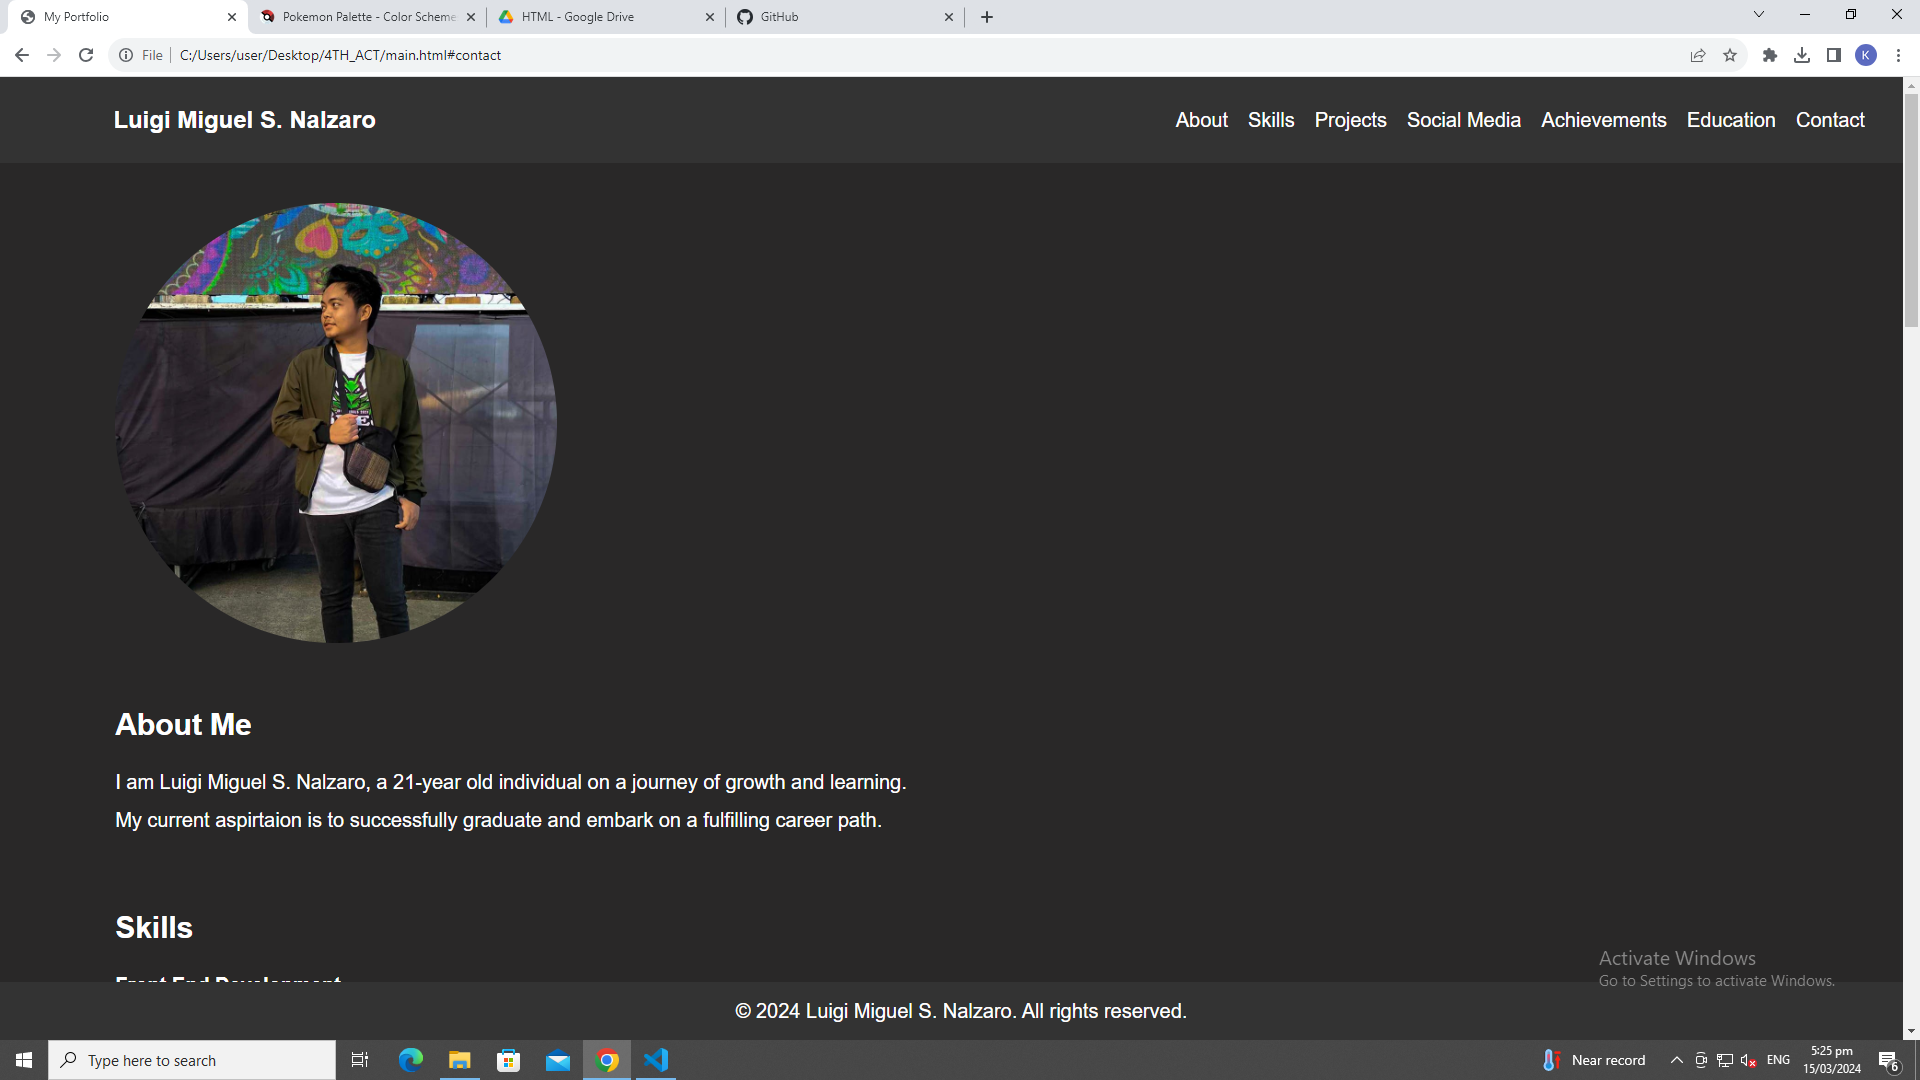 My Portfolio
Pokemon Palette - Color Scheme
HTML - Google Drive
GitHub
File
C:/Users/user/Desktop/4TH_ACT/main.html#contact
K
Luigi Miguel S. Nalzaro
About Skills Projects Social Media Achievements Education Contact
About Me
I am Luigi Miguel S. Nalzaro, a 21-year old individual on a journey of growth and learning.
My current aspirtaion is to successfully graduate and embark on a fulfilling career path.
Skills
Front End Development
Activate Windows
Go to Settings to activate Windows.
© 2024 Luigi Miguel S. Nalzaro. All rights reserved.
Type here to search
Near record
ENG
5:25 pm
15/03/2024
6